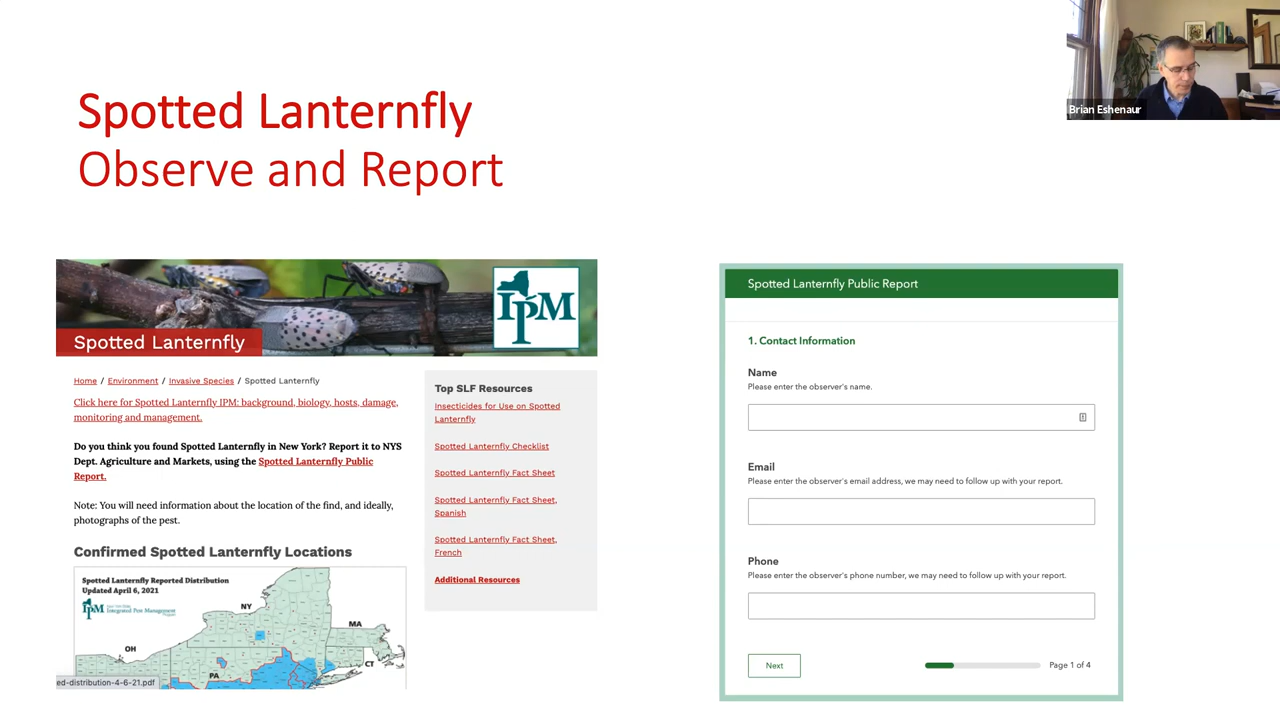 Brian Eshenaur
Spotted Lanternfly
Observe and Report
IPM
Spotted Lanternfly
Home / Environment / Invasive Species / Spotted Lanternfly
Click here for Spotted Lanternfly IPM: background, biology, hosts, damage,
monitoring and management.
Do you think you found Spotted Lanternfly in New York? Report it to NYS
Dept. Agriculture and Markets, using the Spotted Lanternfly Public
Report.
Note: You will need information about the location of the find, and ideally,
photographs of the pest.
Confirmed Spotted Lanternfly Locations
Spotted Lanternfly Reported Distribution
Updated April 6, 2021
IPM
Integrated Pest Management
NY
MA
OH
CT
PA
ed-distribution-4-6-21.pdf
Top SLF Resources
Insecticides for Use on Spotted
Lanternfly
Spotted Lanternfly Checklist
Spotted Lanternfly Fact Sheet
Spotted Lanternfly Fact Sheet,
Spanish
Spotted Lanternfly Fact Sheet,
French
Additional Resources
Spotted Lanternfly Public Report
1. Contact Information
Name
Please enter the observer's name.
Email
Please enter the observer's email address, we may need to follow up with your report.
Phone
Please enter the observer's phone number, we may need to follow up with your report.
Next
Page 1 of 4